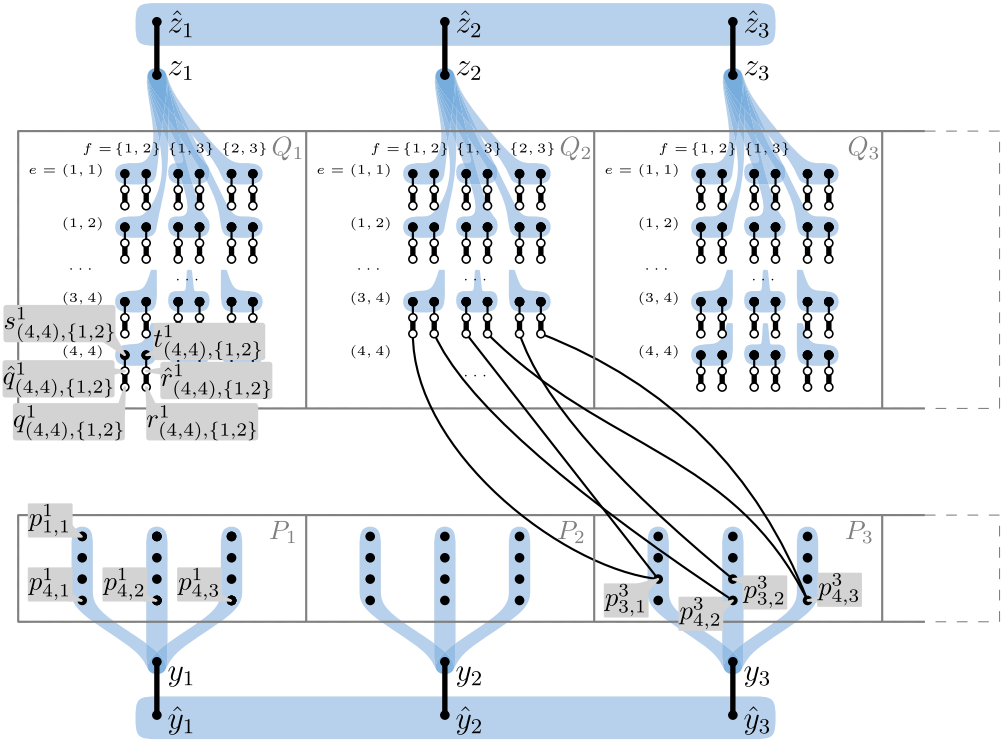 ẑ₁ ẑ₂ ẑ₃
z₁ z₂ z₃
f = {1, 2} {1, 3} {2, 3} Q₁ f = {1, 2} {1, 3} {2, 3} Q₂ f = {1, 2} {1, 3} Q₃
e = (1, 1) e = (1, 1) e = (1, 1)
(1, 2) (1, 2) (1, 2)
. . . . . . . . . . . . . . . . . .
(3, 4) (3, 4) (3, 4)
s¹₍₄,₄₎,{1,2} t¹₍₄,₄₎,{1,2}
(4, 4) (4, 4) (4, 4)
q̂¹₍₄,₄₎,{1,2} r̂¹₍₄,₄₎,{1,2} . . .
q¹₍₄,₄₎,{1,2} r¹₍₄,₄₎,{1,2}
p¹₁,₁ P₁ P₂ P₃
p¹₄,₁ p¹₄,₂ p¹₄,₃ p³₃,₁ p³₄,₂ p³₃,₂ p³₄,₃
y₁ y₂ y₃
ŷ₁ ŷ₂ ŷ₃